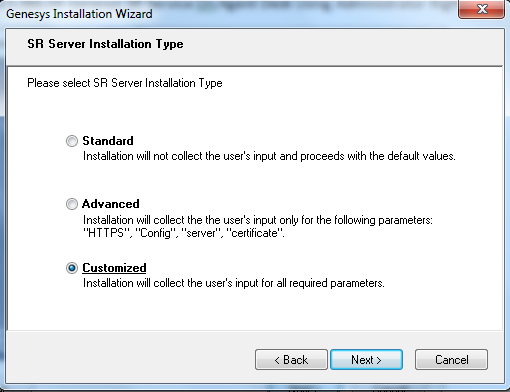 Genesys Installation Wizard
SR Server Installation Type
Please select SR Server Installation Type
Standard
Installation will not collect the user's input and proceeds with the default values.
Advanced
Installation will collect the the user's input only for the following parameters:
"HTTPS", "Config", "server", "certificate".
Customized
Installation will collect the user's input for all required parameters.
< Back Next > Cancel